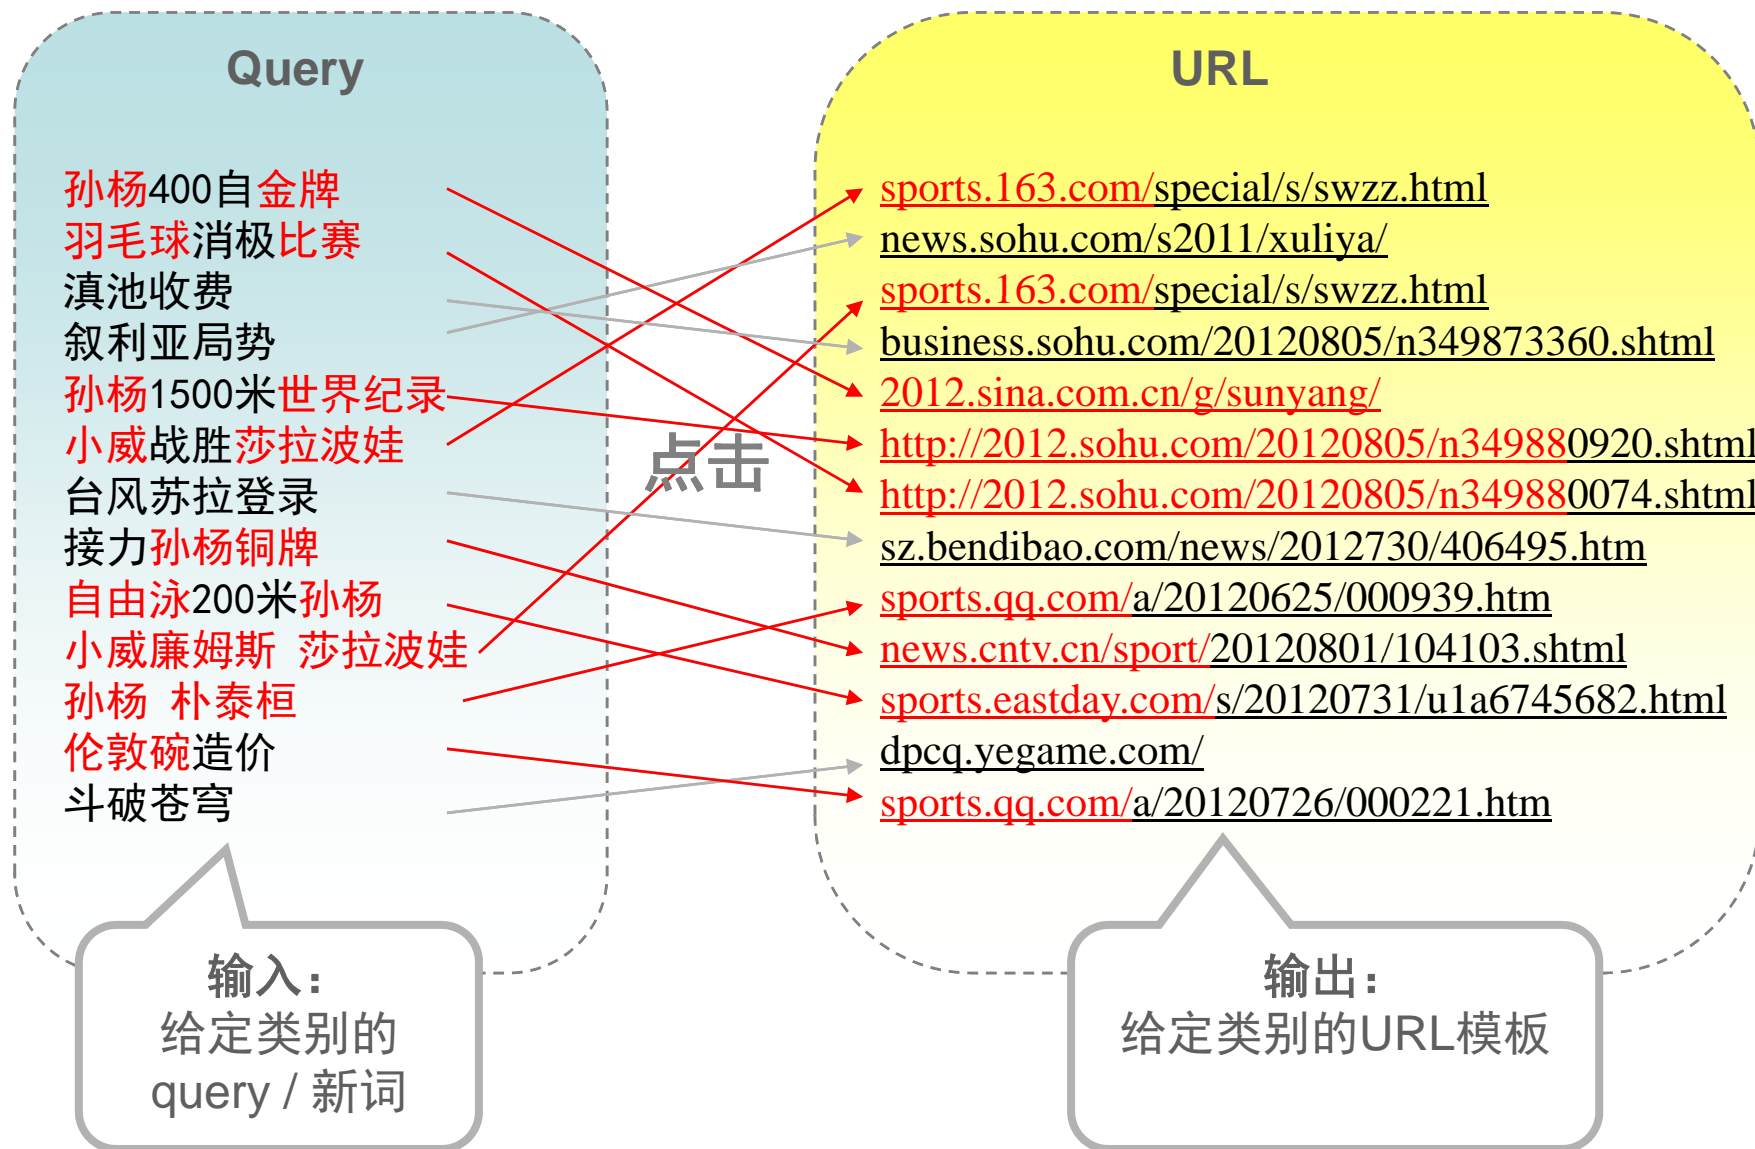 Query
孙杨400自金牌
羽毛球消极比赛
滇池收费
叙利亚局势
孙杨1500米世界纪录
小威战胜莎拉波娃
台风苏拉登录
接力孙杨铜牌
自由泳200米孙杨
小威廉姆斯 莎拉波娃
孙杨 朴泰桓
伦敦碗造价
斗破苍穹
输入：
给定类别的
query / 新词
点击
URL
sports.163.com/special/s/swzz.html
news.sohu.com/s2011/xuliya/
sports.163.com/special/s/swzz.html
business.sohu.com/20120805/n349873360.shtml
2012.sina.com.cn/g/sunyang/
http://2012.sohu.com/20120805/n349880920.shtml
http://2012.sohu.com/20120805/n349880074.shtml
sz.bendibao.com/news/2012730/406495.htm
sports.qq.com/a/20120625/000939.htm
news.cntv.cn/sport/20120801/104103.shtml
sports.eastday.com/s/20120731/u1a6745682.html
dpcq.yegame.com/
sports.qq.com/a/20120726/000221.htm
输出：
给定类别的URL模板